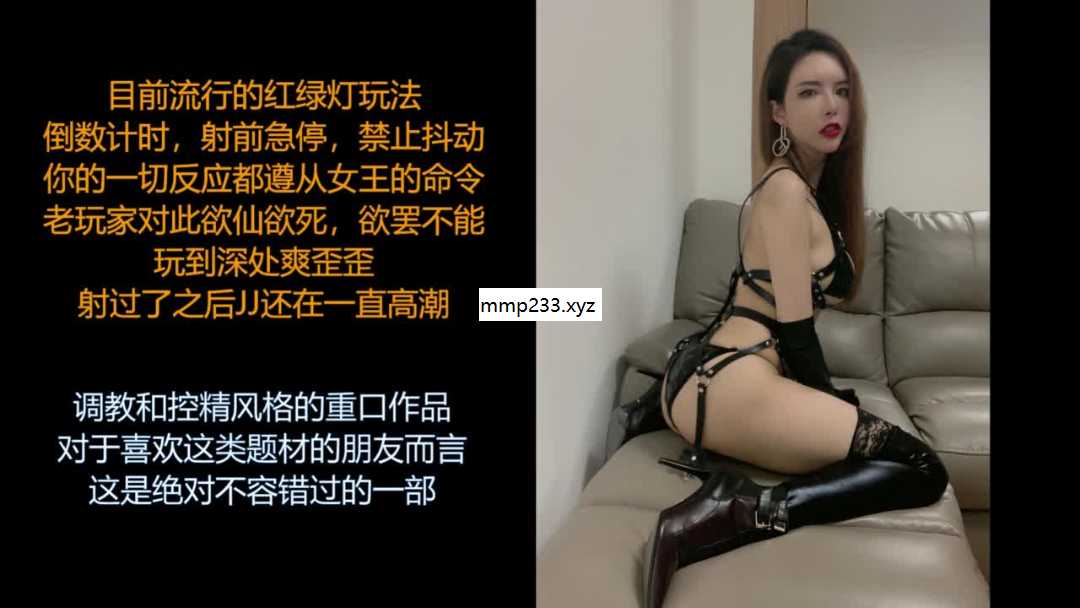 目前流行的红绿灯玩法
倒数计时，射前急停，禁止抖动
你的一切反应都遵从女王的命令
老玩家对此欲仙欲死，欲罢不能
玩到深处爽歪歪
射过了之后JJ还在一直高潮
mmp233.xyz
调教和控精风格的重口作品
对于喜欢这类题材的朋友而言
这是绝对不容错过的一部